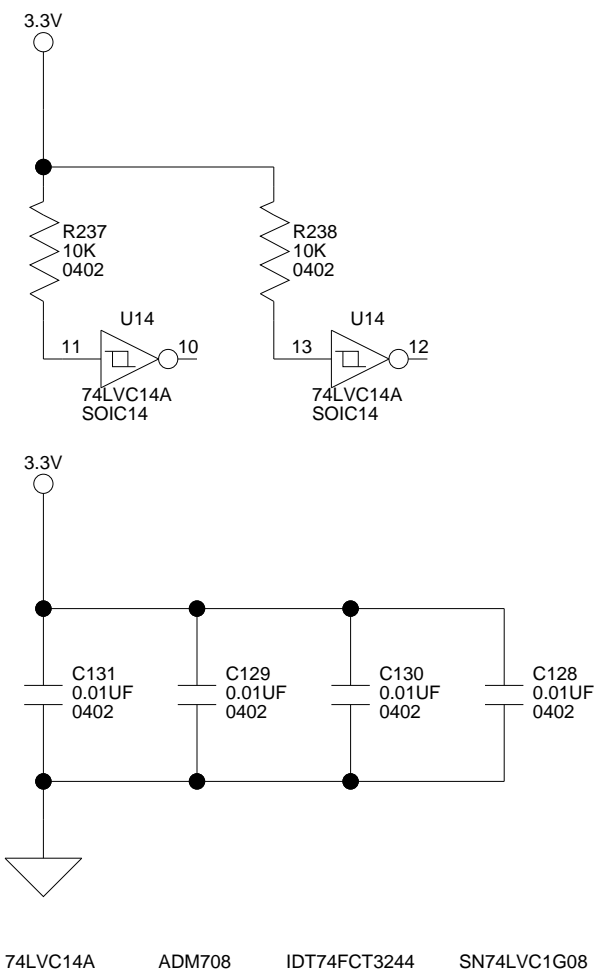 3.3V
R237
10K
0402
R238
10K
0402
U14
U14
11
10
13
12
74LVC14A
SOIC14
74LVC14A
SOIC14
3.3V
C131
0.01UF
0402
C129
0.01UF
0402
C130
0.01UF
0402
C128
0.01UF
0402
74LVC14A ADM708 IDT74FCT3244 SN74LVC1G08